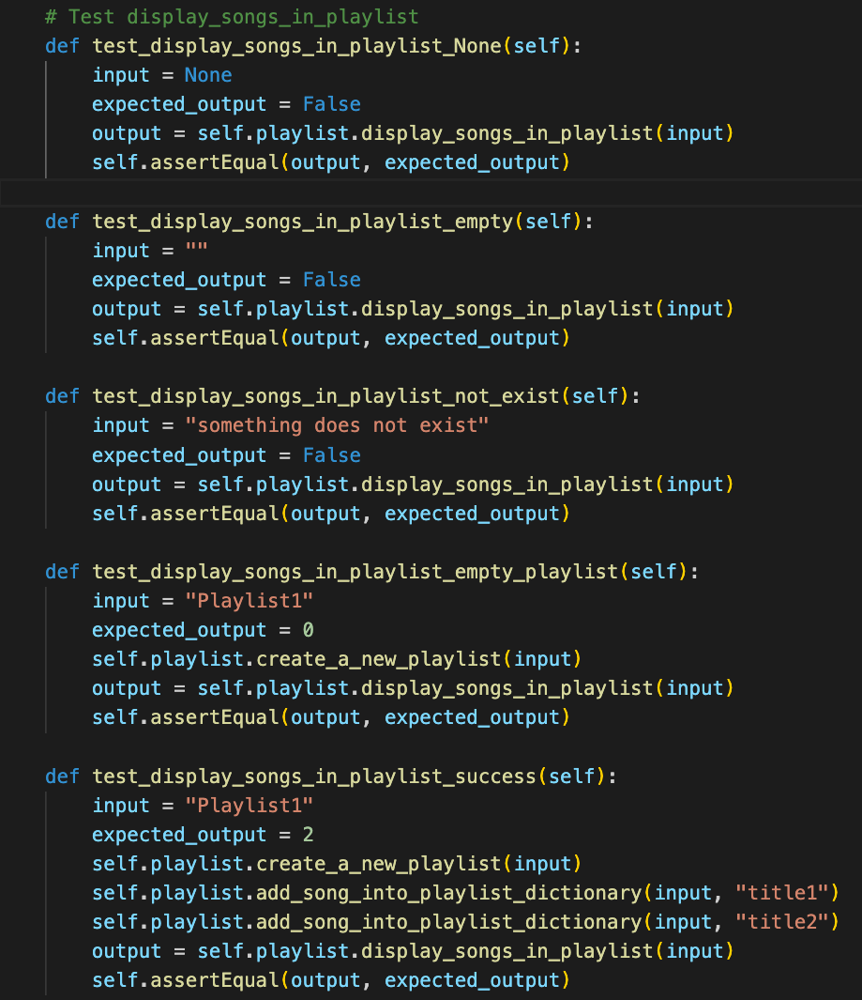 # Test display_songs_in_playlist
def test_display_songs_in_playlist_None(self):
input = None
expected_output = False
output = self.playlist.display_songs_in_playlist(input)
self.assertEqual(output, expected_output)
def test_display_songs_in_playlist_empty(self):
input = ""
expected_output = False
output = self.playlist.display_songs_in_playlist(input)
self.assertEqual(output, expected_output)
def test_display_songs_in_playlist_not_exist(self):
input = "something does not exist"
expected_output = False
output = self.playlist.display_songs_in_playlist(input)
self.assertEqual(output, expected_output)
def test_display_songs_in_playlist_empty_playlist(self):
input = "Playlist1"
expected_output = 0
self.playlist.create_a_new_playlist(input)
output = self.playlist.display_songs_in_playlist(input)
self.assertEqual(output, expected_output)
def test_display_songs_in_playlist_success(self):
input = "Playlist1"
expected_output = 2
self.playlist.create_a_new_playlist(input)
self.playlist.add_song_into_playlist_dictionary(input, "title1")
self.playlist.add_song_into_playlist_dictionary(input, "title2")
output = self.playlist.display_songs_in_playlist(input)
self.assertEqual(output, expected_output)